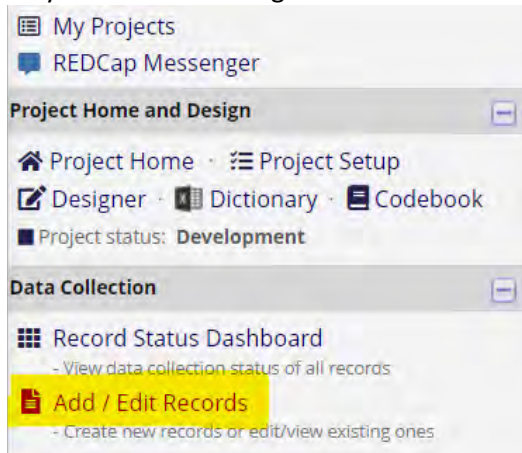 My Projects
REDCap Messenger
Project Home and Design
Project Home · Project Setup
Designer · Dictionary · Codebook
Project status: Development
Data Collection
Record Status Dashboard
- View data collection status of all records
Add / Edit Records
- Create new records or edit/view existing ones